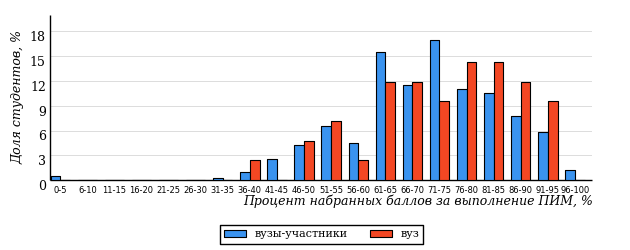 Доля студентов, %
18
15
12
9
6
3
0
0-5 6-10 11-15 16-20 21-25 26-30 31-35 36-40 41-45 46-50 51-55 56-60 61-65 66-70 71-75 76-80 81-85 86-90 91-95 96-100
Процент набранных баллов за выполнение ПИМ, %
вузы-участники вуз